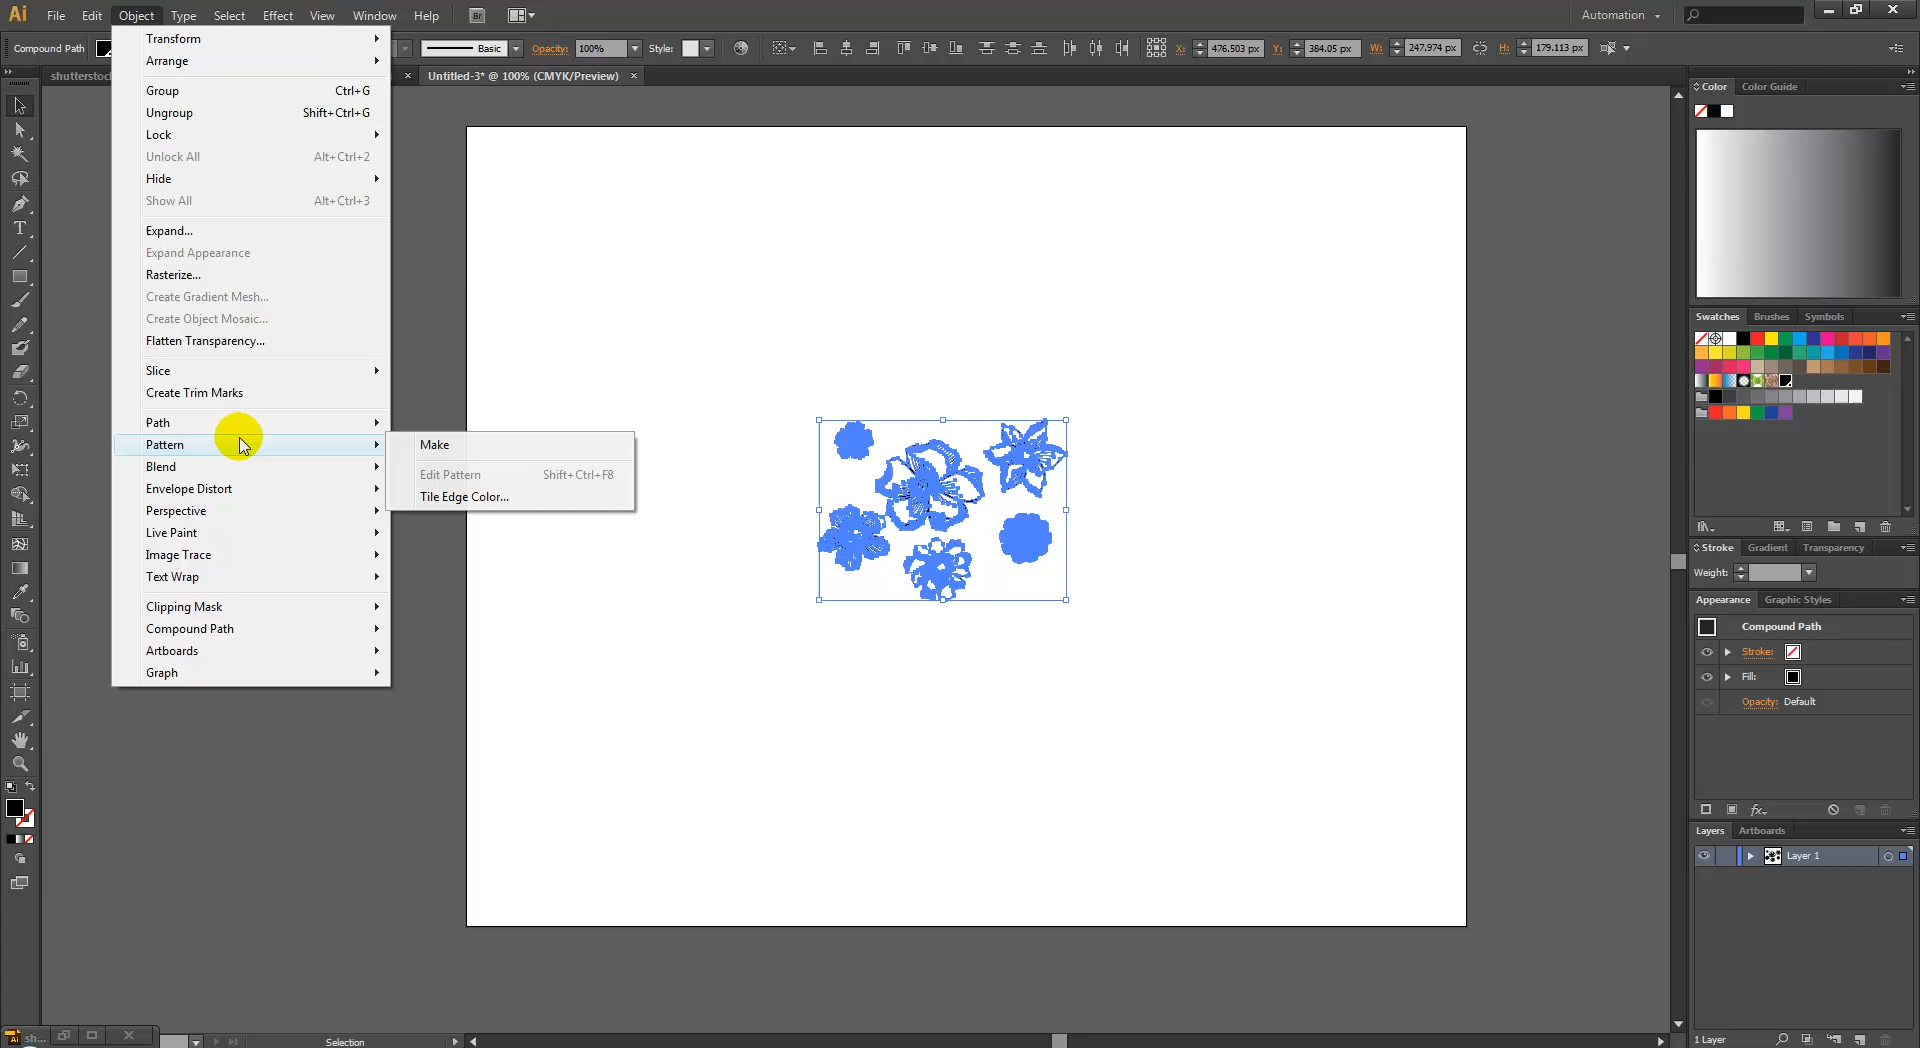 Ai File Edit Object Type Select Effect View Window Help Br Automation
Compound Path Basic Opacity: 100% Style: X: 476.503 px Y: 384.05 px W: 247.974 px H: 179.113 px
shutterstoc Untitled-3* @ 100% (CMYK/Preview)
Transform
Arrange
Group Ctrl+G
Ungroup Shift+Ctrl+G
Lock
Unlock All Alt+Ctrl+2
Hide
Show All Alt+Ctrl+3
Expand...
Expand Appearance
Rasterize...
Create Gradient Mesh...
Create Object Mosaic...
Flatten Transparency...
Slice
Create Trim Marks
Path
Pattern
Blend
Envelope Distort
Perspective
Live Paint
Image Trace
Text Wrap
Clipping Mask
Compound Path
Artboards
Graph
Make
Edit Pattern Shift+Ctrl+F8
Tile Edge Color...
Color Color Guide
Swatches Brushes Symbols
Stroke Gradient Transparency
Weight:
Appearance Graphic Styles
Compound Path
Stroke:
Fill:
Opacity: Default
fx
Layers Artboards
Layer 1
1 Layer
Ai sh...
Selection